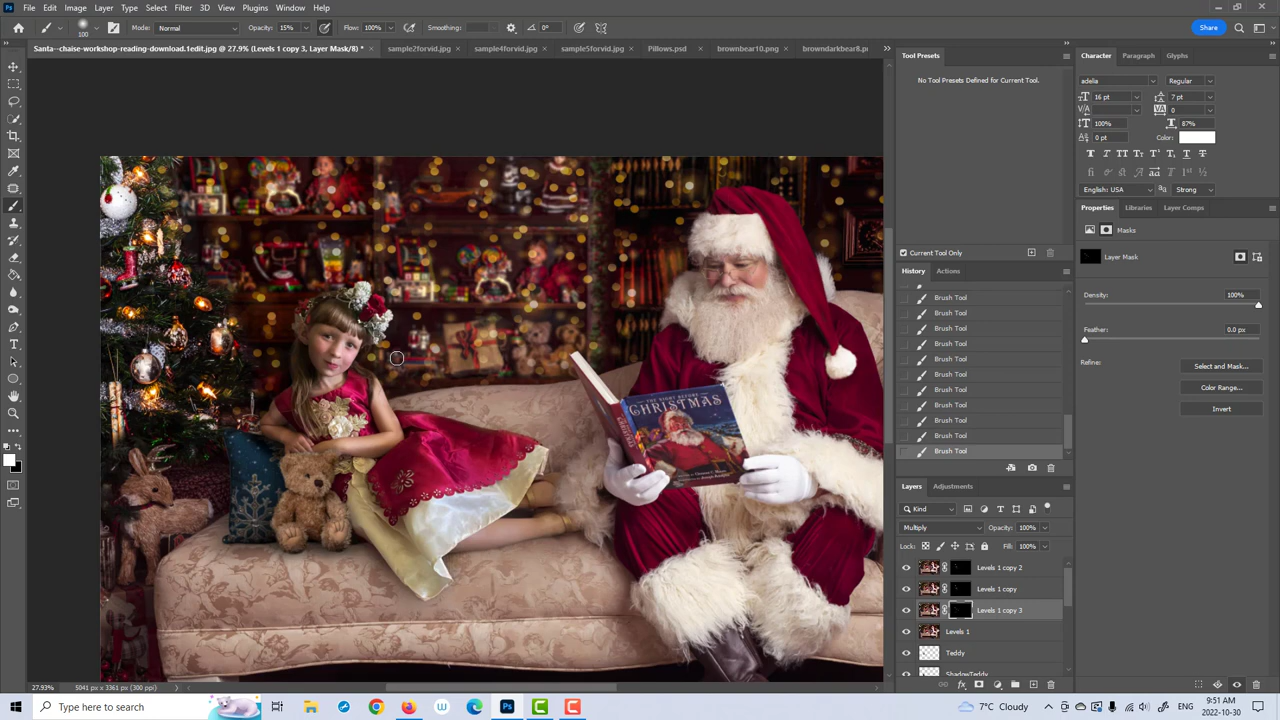 File Edit Image Layer Type Select Filter 3D View Plugins Window Help
100 Mode: Normal Opacity: 15% Flow: 100% Smoothing: 0° Share
Santa--chaise-workshop-reading-download.1edit.jpg @ 27.9% (Levels 1 copy 3, Layer Mask/8) * × sample2forvid.jpg × sample4forvid.jpg × sample5forvid.jpg × Pillows.psd × brownbear10.png × browndarkbear8.p
Tool Presets
No Tool Presets Defined for Current Tool.
Current Tool Only
Character Paragraph Glyphs
adelia Regular
16 pt 7 pt
0
100% 87%
0 pt Color:
English: USA Strong
Properties Libraries Layer Comps
Masks
Layer Mask
Density: 100%
Feather: 0.0 px
Refine: Select and Mask...
Color Range...
Invert
History Actions
Brush Tool
Brush Tool
Brush Tool
Brush Tool
Brush Tool
Brush Tool
Brush Tool
Brush Tool
Brush Tool
Brush Tool
Brush Tool
Layers Adjustments
Kind
Multiply Opacity: 100%
Lock: Fill: 100%
Levels 1 copy 2
Levels 1 copy
Levels 1 copy 3
Levels 1
Teddy
ShadowTeddy
THE NIGHT BEFORE
CHRISTMAS
27.93% 5041 px x 3361 px (300 ppi)
Type here to search
7°C Cloudy
ENG
9:51 AM
2022-10-30